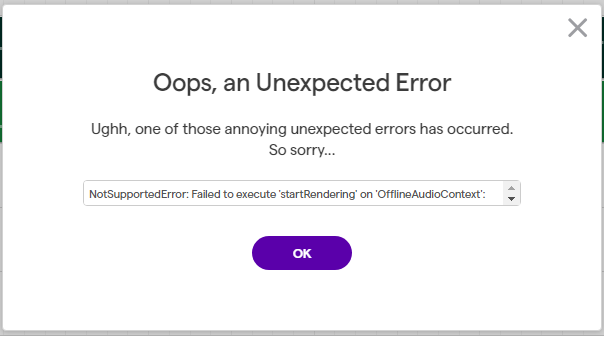 Oops, an Unexpected Error
Ughh, one of those annoying unexpected errors has occurred.
So sorry...
NotSupportedError: Failed to execute 'startRendering' on 'OfflineAudioContext':
OK